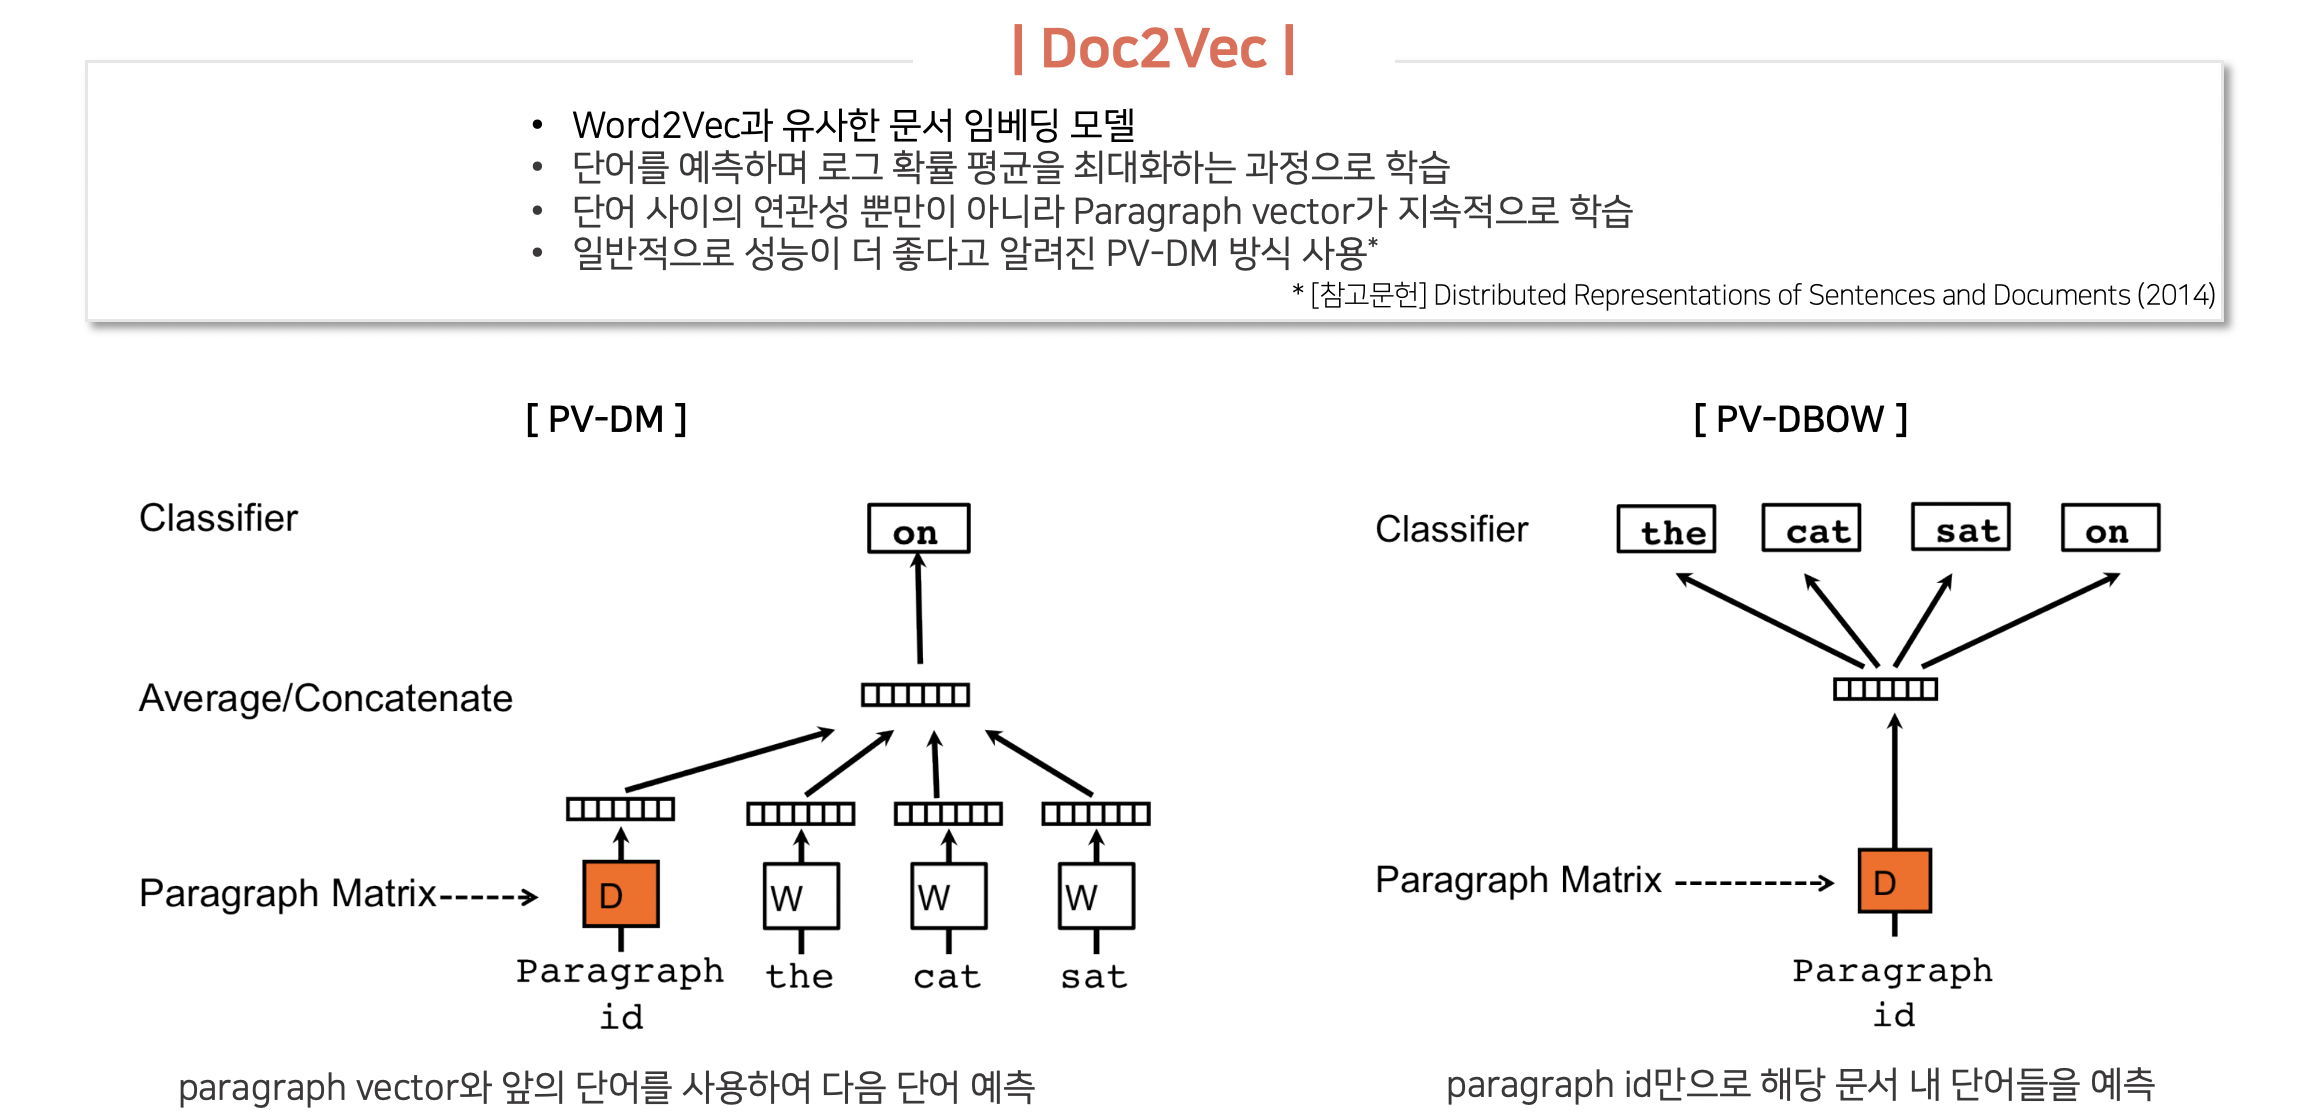 | Doc2Vec |
• Word2Vec과 유사한 문서 임베딩 모델
• 단어를 예측하며 로그 확률 평균을 최대화하는 과정으로 학습
• 단어 사이의 연관성 뿐만이 아니라 Paragraph vector가 지속적으로 학습
• 일반적으로 성능이 더 좋다고 알려진 PV-DM 방식 사용*
* [참고문헌] Distributed Representations of Sentences and Documents (2014)
[ PV-DM ]
Classifier
on
Average/Concatenate
Paragraph Matrix
D
W
W
W
Paragraph
id
the
cat
sat
paragraph vector와 앞의 단어를 사용하여 다음 단어 예측
[ PV-DBOW ]
Classifier
the
cat
sat
on
Paragraph Matrix
D
Paragraph
id
paragraph id만으로 해당 문서 내 단어들을 예측